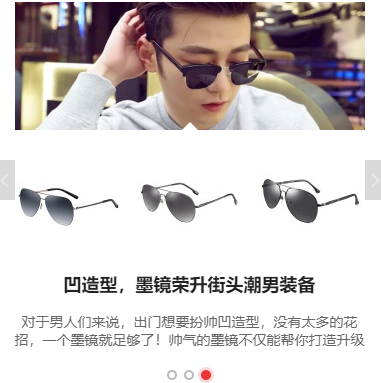 凹造型，墨镜荣升街头潮男装备
对于男人们来说，出门想要扮帅凹造型，没有太多的花
招，一个墨镜就足够了！帅气的墨镜不仅能帮你打造升级